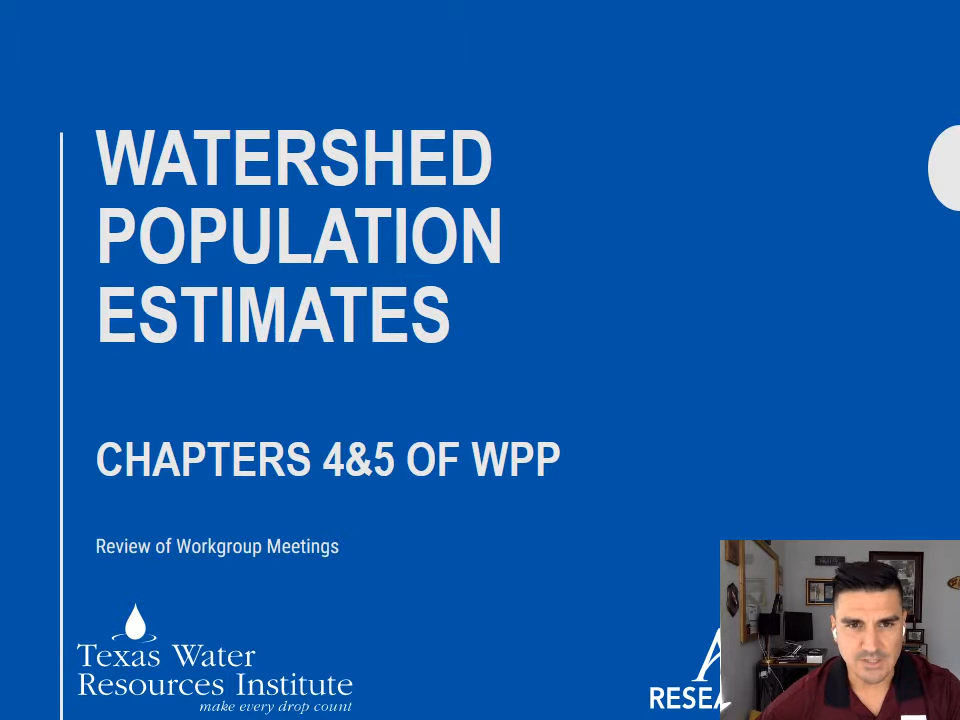 WATERSHED
POPULATION
ESTIMATES
CHAPTERS 4&5 OF WPP
Review of Workgroup Meetings
Texas Water
Resources Institute
make every drop count